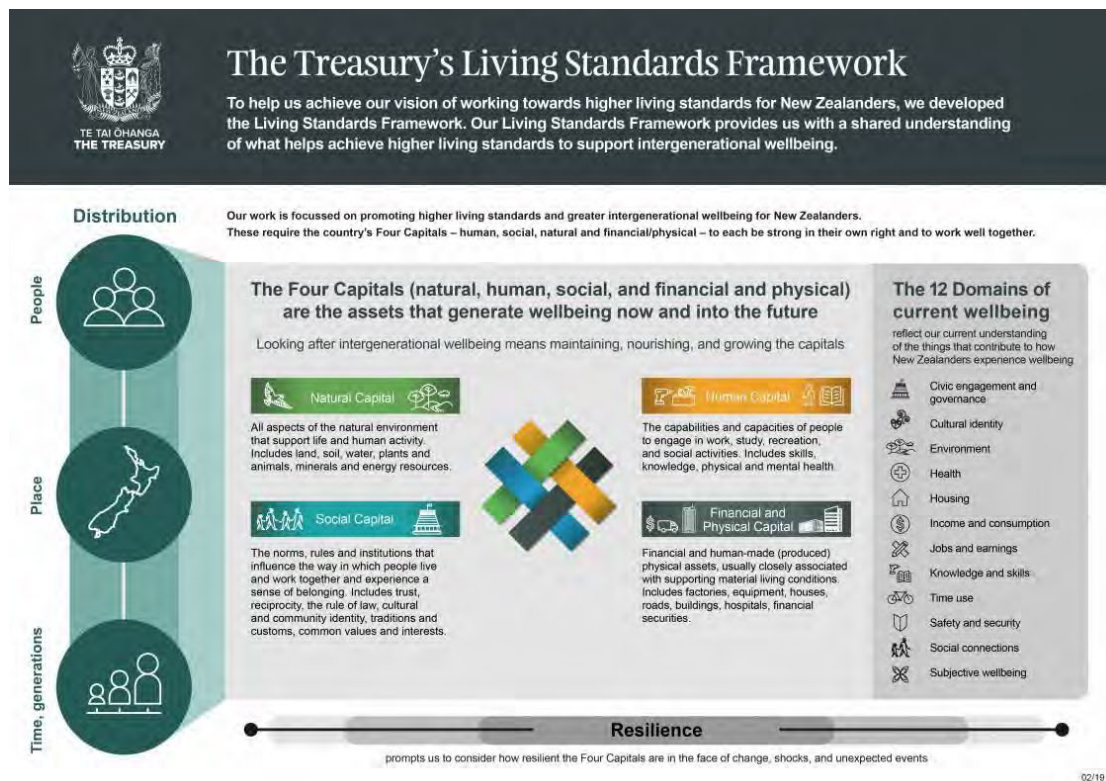 The Treasury's Living Standards Framework
To help us achieve our vision of working towards higher living standards for New Zealanders, we developed
the Living Standards Framework. Our Living Standards Framework provides us with a shared understanding
of what helps achieve higher living standards to support intergenerational wellbeing.
TE TAI ŌHANGA
THE TREASURY
Distribution
People
Place
Time, generations
Our work is focussed on promoting higher living standards and greater intergenerational wellbeing for New Zealanders.
These require the country's Four Capitals – human, social, natural and financial/physical – to each be strong in their own right and to work well together.
The Four Capitals (natural, human, social, and financial and physical)
are the assets that generate wellbeing now and into the future
Looking after intergenerational wellbeing means maintaining, nourishing, and growing the capitals
Natural Capital
All aspects of the natural environment
that support life and human activity.
Includes land, soil, water, plants and
animals, minerals and energy resources.
Human Capital
The capabilities and capacities of people
to engage in work, study, recreation,
and social activities. Includes skills,
knowledge, physical and mental health.
Social Capital
The norms, rules and institutions that
influence the way in which people live
and work together and experience a
sense of belonging. Includes trust,
reciprocity, the rule of law, cultural
and community identity, traditions and
customs, common values and interests.
Financial and
Physical Capital
Financial and human-made (produced)
physical assets, usually closely associated
with supporting material living conditions.
Includes factories, equipment, houses,
roads, buildings, hospitals, financial
securities.
The 12 Domains of
current wellbeing
reflect our current understanding
of the things that contribute to how
New Zealanders experience wellbeing
Civic engagement and
governance
Cultural identity
Environment
Health
Housing
Income and consumption
Jobs and earnings
Knowledge and skills
Time use
Safety and security
Social connections
Subjective wellbeing
Resilience
prompts us to consider how resilient the Four Capitals are in the face of change, shocks, and unexpected events
02/19